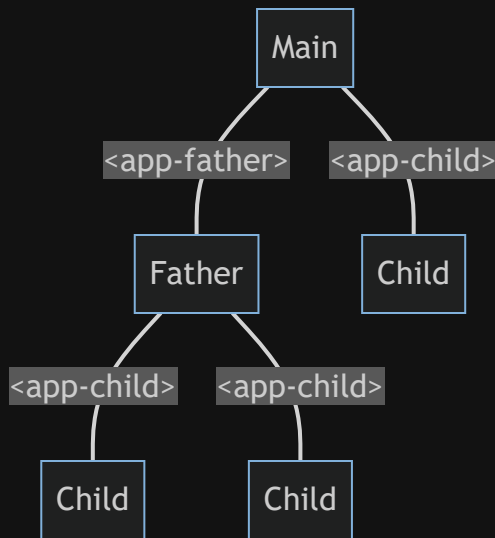 Main
<app-father>
<app-child>
Father
Child
<app-child>
<app-child>
Child
Child